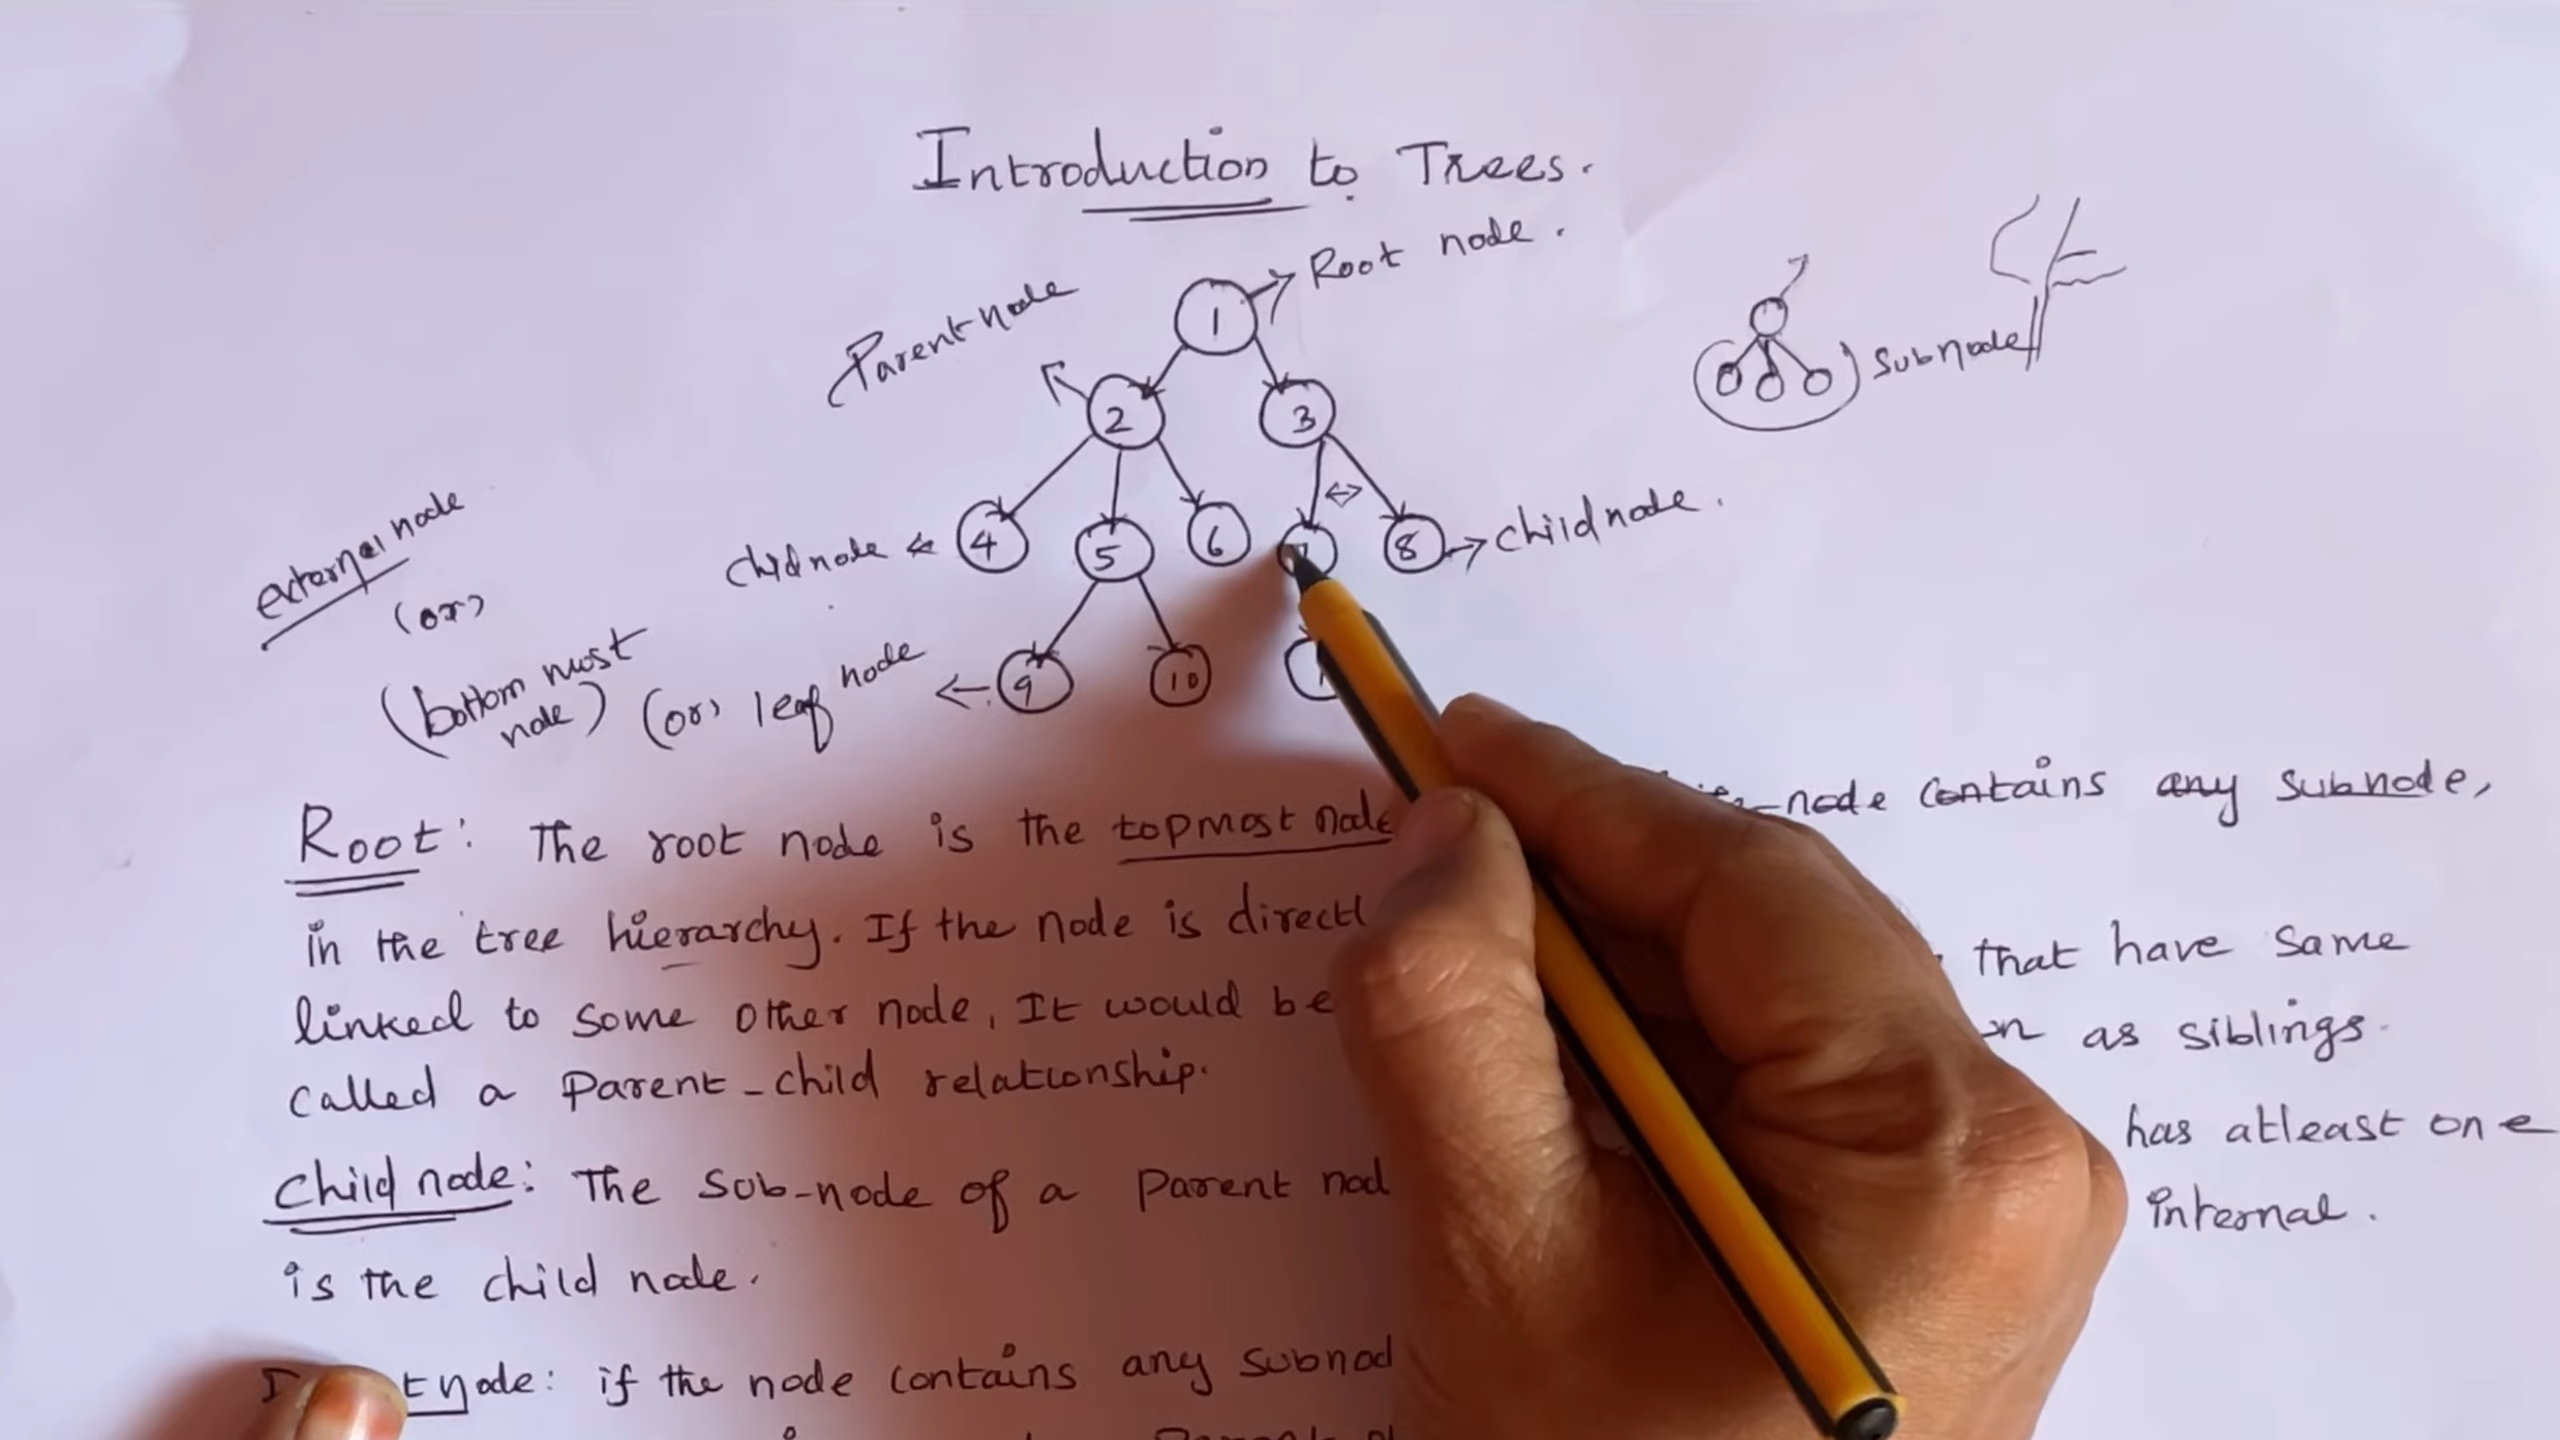 Introduction to Trees.
Root node.
Parent node
1
2
3
subnode
external node
(or)
child node
4
5
6
8
child node.
(bottom most
node) (or) leaf node
9
10
Root: The root node is the topmost node
in the tree hierarchy. If the node is directl
linked to some other node, It would be
called a Parent-child relationship.
child node: The Sub-node of a Parent nod
is the child node.
t node: if the node contains any subnod
node contains any subnode,
that have same
as siblings.
has atleast one
internal.